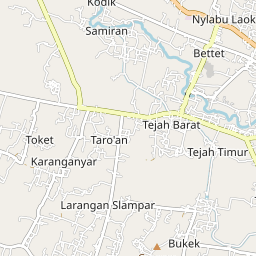 Kodik
Nylabu Laok
Samiran
Bettet
Tejah Barat
Toket
Taro'an
Tejah Timur
Karanganyar
Larangan Slampar
Bukek